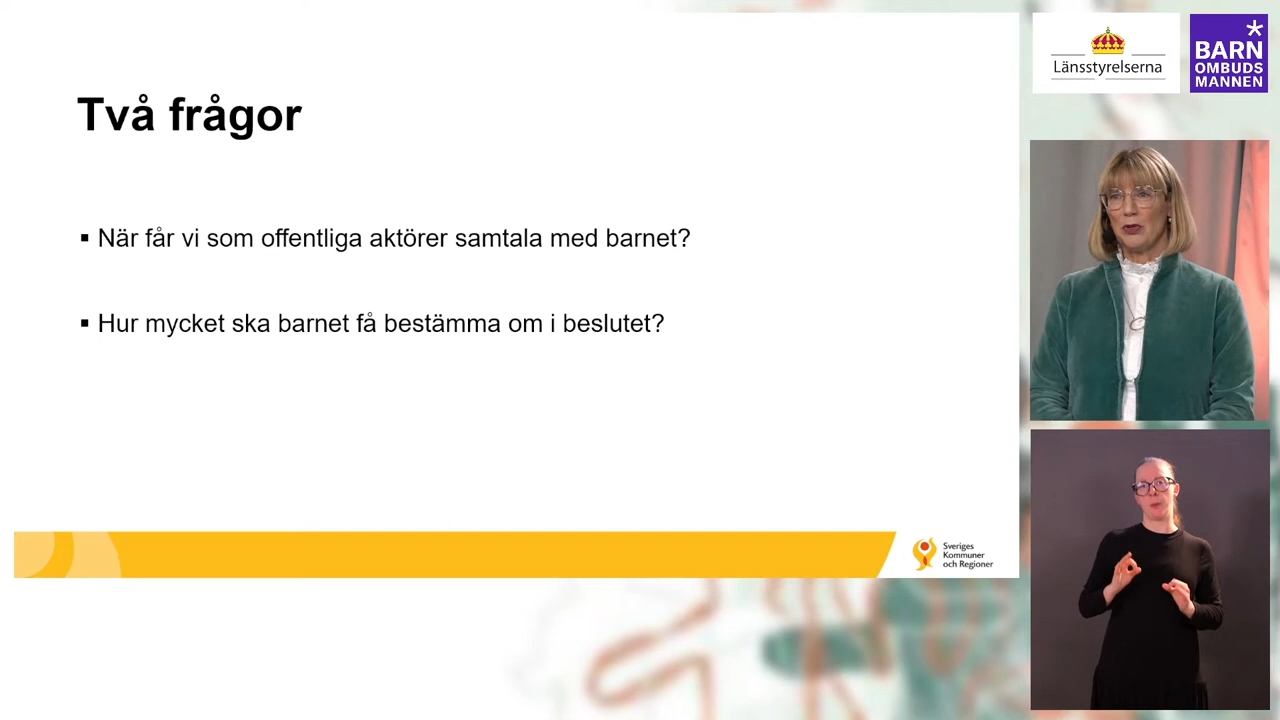 Två frågor
▪ När får vi som offentliga aktörer samtala med barnet?
▪ Hur mycket ska barnet få bestämma om i beslutet?
Sveriges
Kommuner
och Regioner
Länsstyrelserna
BARN
OMBUDS
MANNEN